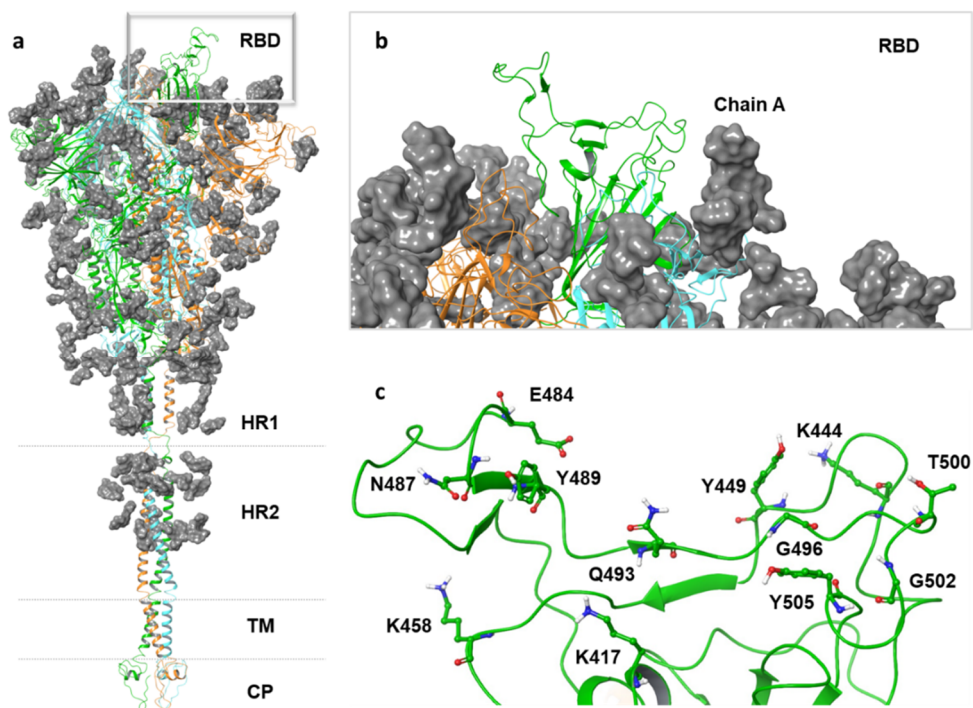 a
RBD
HR1
HR2
TM
CP
b
RBD
Chain A
c
E484
K444
T500
N487
Y489
Y449
G496
Q493
G502
Y505
K458
K417